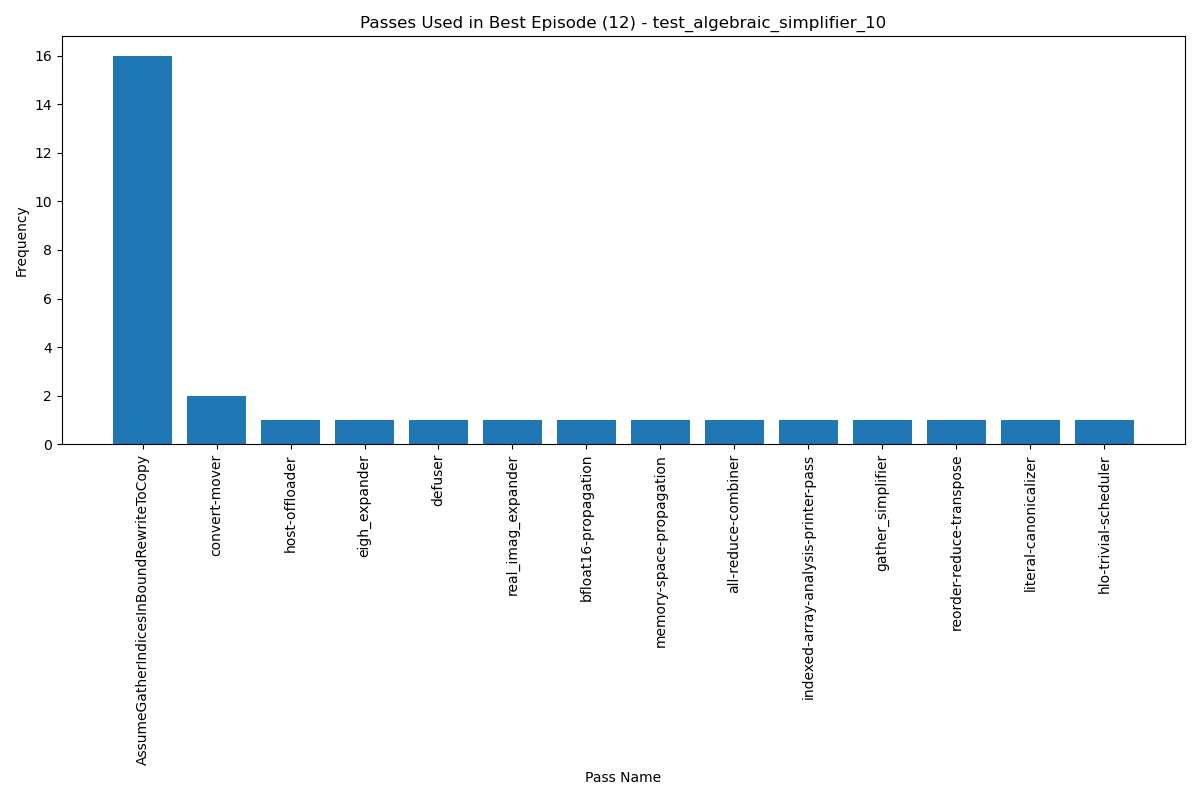 Passes Used in Best Episode (12) - test_algebraic_simplifier_10
Frequency
16
14
12
10
8
6
4
2
0
AssumeGatherIndicesInBoundRewriteToCopy
convert-mover
host-offloader
eigh_expander
defuser
real_imag_expander
bfloat16-propagation
memory-space-propagation
all-reduce-combiner
indexed-array-analysis-printer-pass
gather_simplifier
reorder-reduce-transpose
literal-canonicalizer
hlo-trivial-scheduler
Pass Name